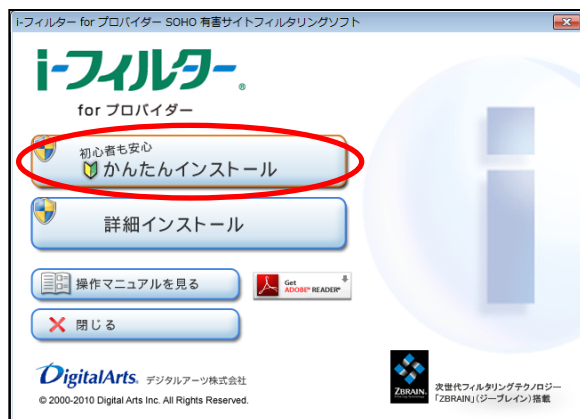 i-フィルター for プロバイダー SOHO 有害サイトフィルタリングソフト
i-フィルター®
for プロバイダー
初心者も安心
かんたんインストール
詳細インストール
操作マニュアルを見る
Get
ADOBE® READER®
閉じる
DigitalArts® デジタルアーツ株式会社
© 2000-2010 Digital Arts Inc. All Rights Reserved.
ZBRAIN
次世代フィルタリングテクノロジー
「ZBRAIN」(ジーブレイン)搭載